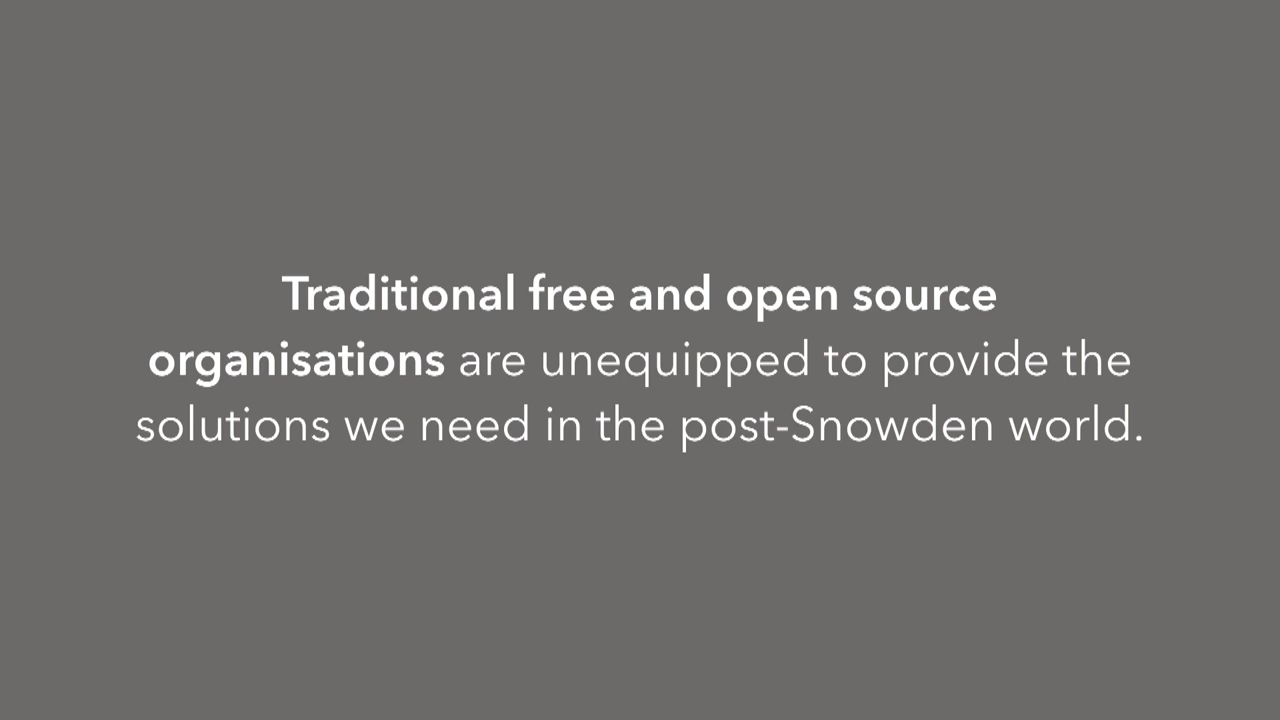 Traditional free and open source
organisations are unequipped to provide the
solutions we need in the post-Snowden world.